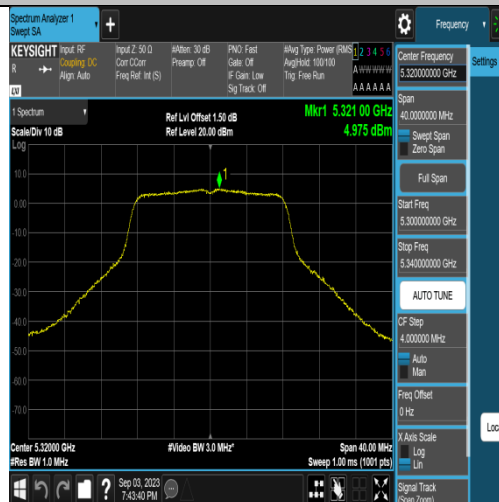 Spectrum Analyzer 1
Swept SA
+
Frequency
KEYSIGHT
R
Input: RF
Coupling: DC
Align: Auto
Input Z: 50 Ω
Corr CCorr
Freq Ref: Int (S)
#Atten: 30 dB
Preamp: Off
PNO: Fast
Gate: Off
IF Gain: Low
Sig Track: Off
#Avg Type: Power (RMS
Avg|Hold: 100/100
Trig: Free Run
1 2 3 4 5 6
A W W W W W
A A A A A A
1 Spectrum
Scale/Div 10 dB
Log
Ref Lvl Offset 1.50 dB
Ref Level 20.00 dBm
Mkr1 5.321 00 GHz
4.975 dBm
1
10.0
0.00
-10.0
-20.0
-30.0
-40.0
-50.0
-60.0
-70.0
Center 5.32000 GHz
#Res BW 1.0 MHz
#Video BW 3.0 MHz*
Span 40.00 MHz
Sweep 1.00 ms (1001 pts)
Sep 03, 2023
7:43:40 PM
Center Frequency
5.320000000 GHz
Span
40.0000000 MHz
Swept Span
Zero Span
Full Span
Start Freq
5.300000000 GHz
Stop Freq
5.340000000 GHz
AUTO TUNE
CF Step
4.000000 MHz
Auto
Man
Freq Offset
0 Hz
X Axis Scale
Log
Lin
Signal Track
(Span Zoom)
Settings
Loc